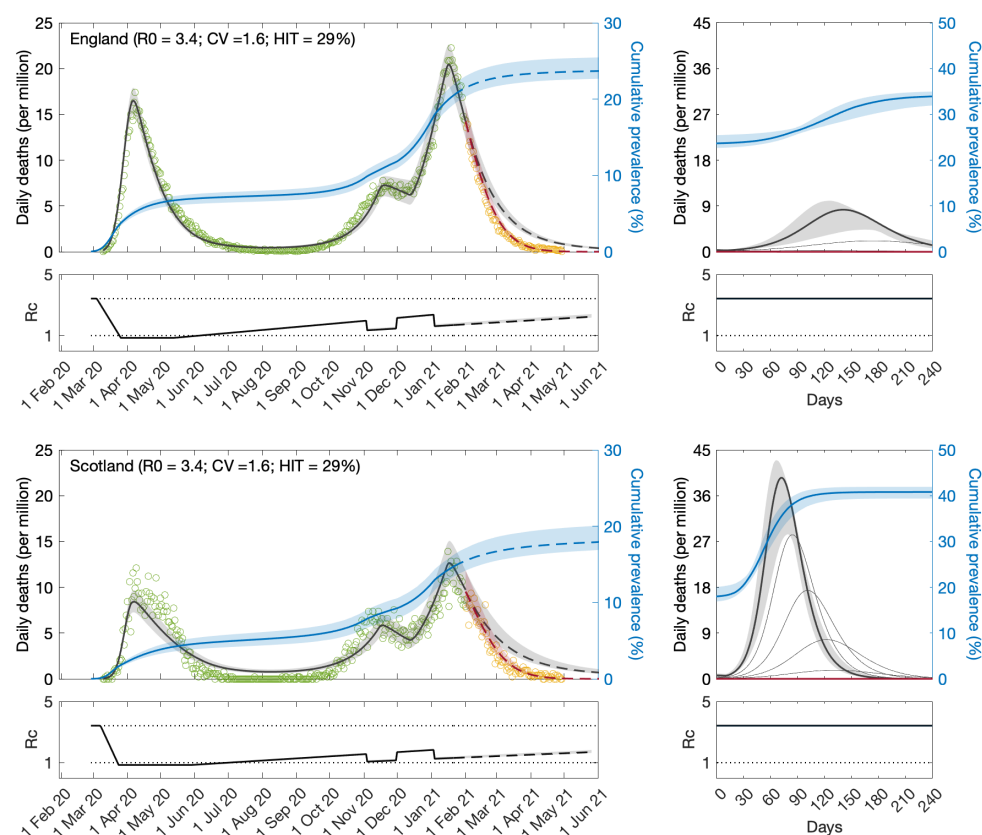 England (R0 = 3.4; CV =1.6; HIT = 29%)
Daily deaths (per million)
25
20
15
10
5
0
Cumulative prevalence (%)
30
20
10
0
Daily deaths (per million)
45
36
27
18
9
0
Cumulative prevalence (%)
50
40
30
20
10
0
Rc
5
1
1 Feb 20
1 Mar 20
1 Apr 20
1 May 20
1 Jun 20
1 Jul 20
1 Aug 20
1 Sep 20
1 Oct 20
1 Nov 20
1 Dec 20
1 Jan 21
1 Feb 21
1 Mar 21
1 Apr 21
1 May 21
1 Jun 21
Rc
5
1
0
30
60
90
120
150
180
210
240
Days
Scotland (R0 = 3.4; CV =1.6; HIT = 29%)
Daily deaths (per million)
25
20
15
10
5
0
Cumulative prevalence (%)
30
20
10
0
Daily deaths (per million)
45
36
27
18
9
0
Cumulative prevalence (%)
50
40
30
20
10
0
Rc
5
1
1 Feb 20
1 Mar 20
1 Apr 20
1 May 20
1 Jun 20
1 Jul 20
1 Aug 20
1 Sep 20
1 Oct 20
1 Nov 20
1 Dec 20
1 Jan 21
1 Feb 21
1 Mar 21
1 Apr 21
1 May 21
1 Jun 21
Rc
5
1
0
30
60
90
120
150
180
210
240
Days